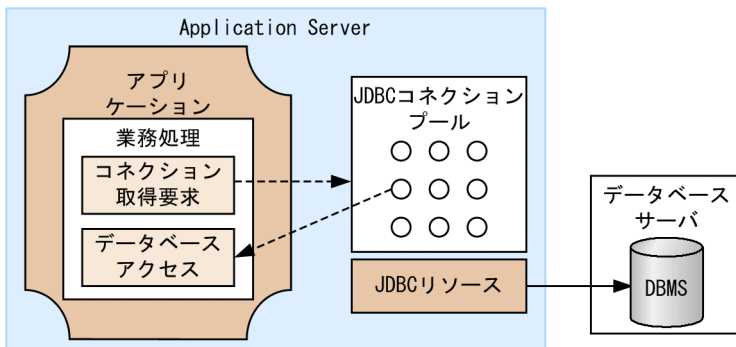 Application Server
アプリ
ケーション
業務処理
コネクション
取得要求
データベース
アクセス
JDBCコネクション
プール
JDBCリソース
データベース
サーバ
DBMS